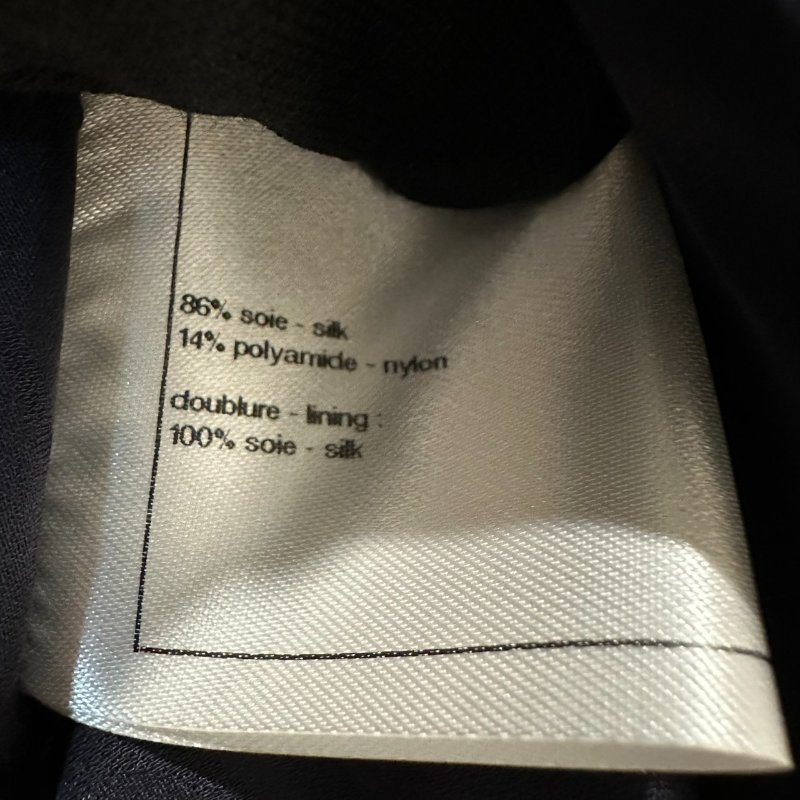 86% soie - silk
14% polyamide - nylon
doublure - lining :
100% soie - silk